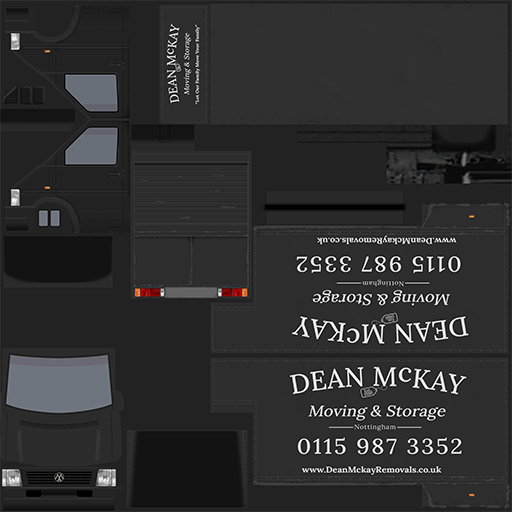 DEAN McKAY
Moving & Storage
"Let Our Family Move Your Family"
DEAN McKAY
Moving & Storage
Nottingham
0115 987 3352
www.DeanMckayRemovals.co.uk
DEAN McKAY
Moving & Storage
Nottingham
0115 987 3352
www.DeanMckayRemovals.co.uk